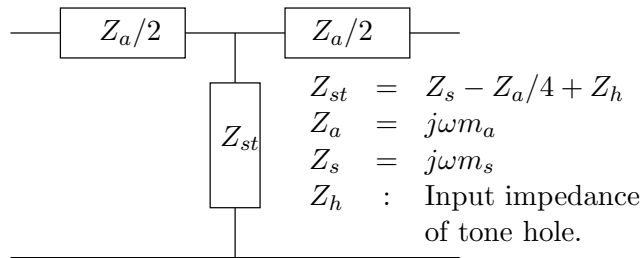 Z_a/2 Z_a/2
Z_st
Z_st = Z_s − Z_a/4 + Z_h
Z_a = jωm_a
Z_s = jωm_s
Z_h : Input impedance
of tone hole.